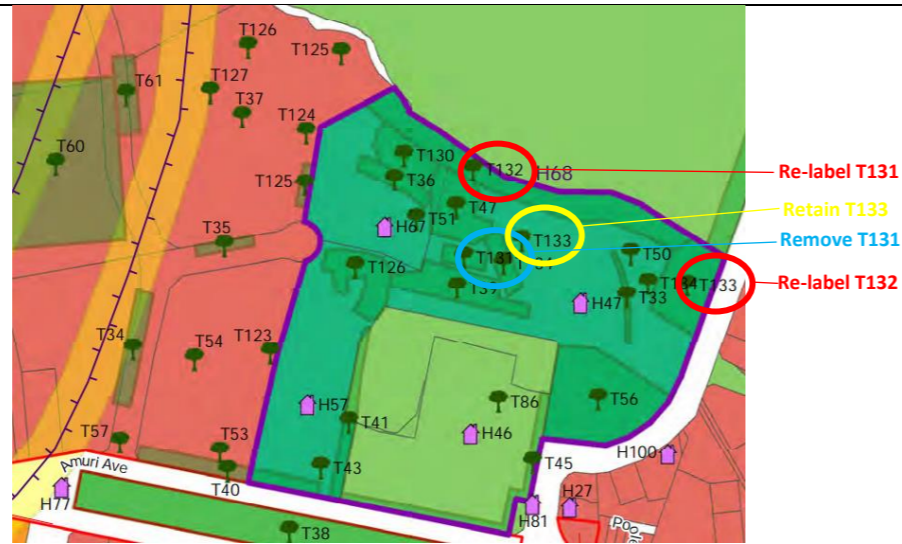 T126
T125
T61
T127
T37
T124
T60
T130
T132
H68
Re-label T131
T125
T36
T47
Retain T133
T51
H67
T133
T35
Remove T131
T50
T131
T126
T134
T133
Re-label T132
T33
H47
T34
T123
T54
T86
T56
H57
T41
H46
T57
T53
T43
T45
H100
Amuri Ave
T40
H77
H27
H81
T38